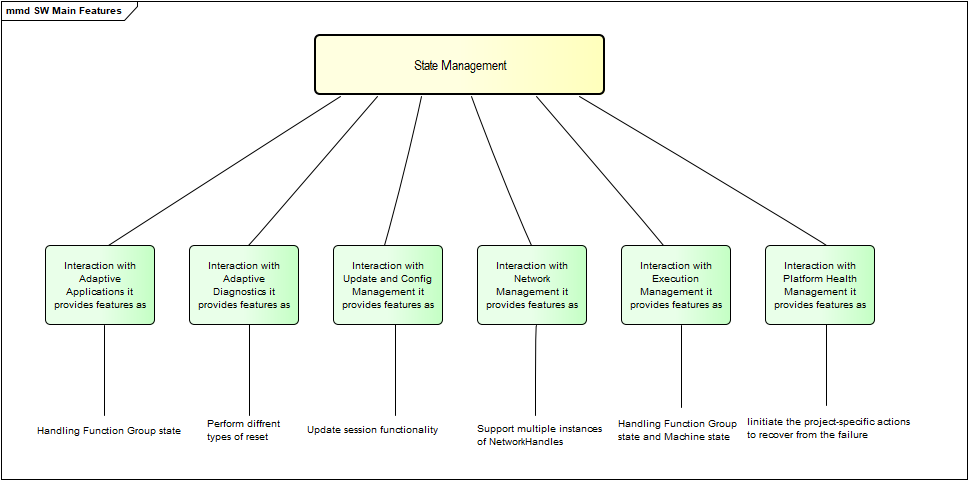 mmd SW Main Features
State Management
Interaction with
Adaptive
Applications it
provides features as
Interaction with
Adaptive
Diagnostics it
provides features as
Interaction with
Update and Config
Management it
provides features as
Interaction with
Network
Management it
provides features as
Interaction with
Execution
Management it
provides features as
Interaction with
Platform Health
Management it
provides features as
Handling Function Group state
Perform diffrent
types of reset
Update session functionality
Support multiple instances
of NetworkHandles
Handling Function Group
state and Machine state
Iinitiate the project-specific actions
to recover from the failure